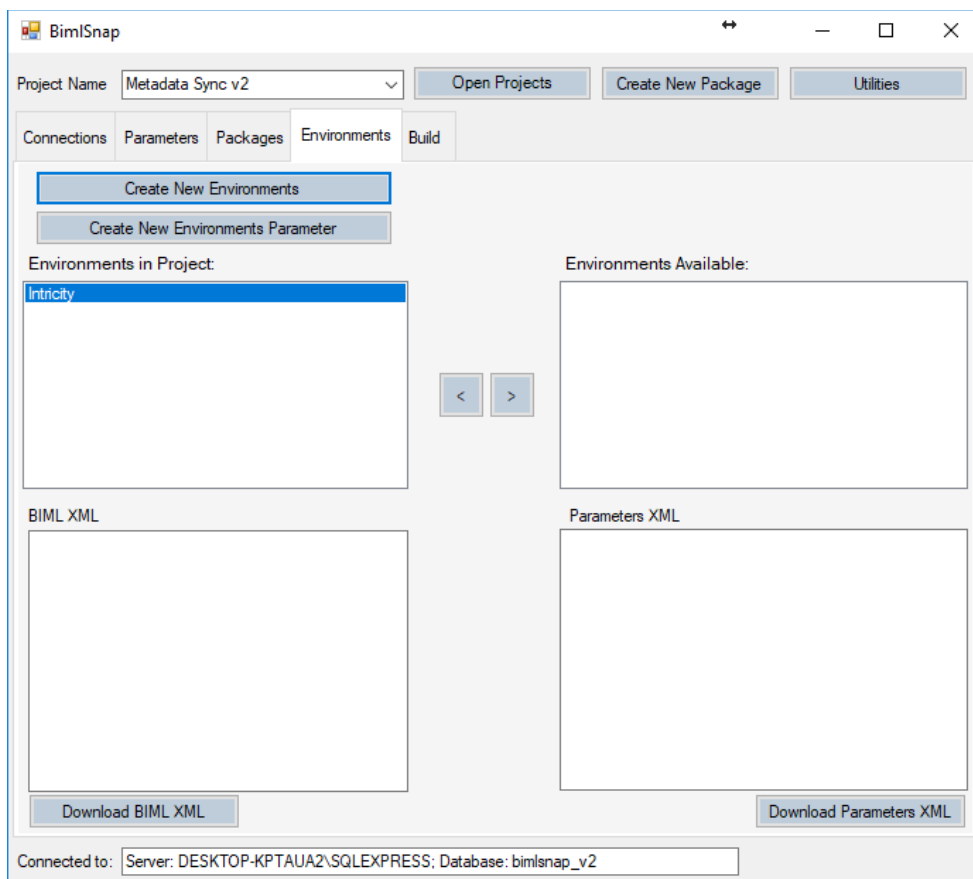 BimlSnap
Project Name Metadata Sync v2 Open Projects Create New Package Utilities
Connections Parameters Packages Environments Build
Create New Environments
Create New Environments Parameter
Environments in Project: Environments Available:
Intricity
< >
BIML XML Parameters XML
Download BIML XML Download Parameters XML
Connected to: Server: DESKTOP-KPTAUA2\SQLEXPRESS; Database: bimlsnap_v2